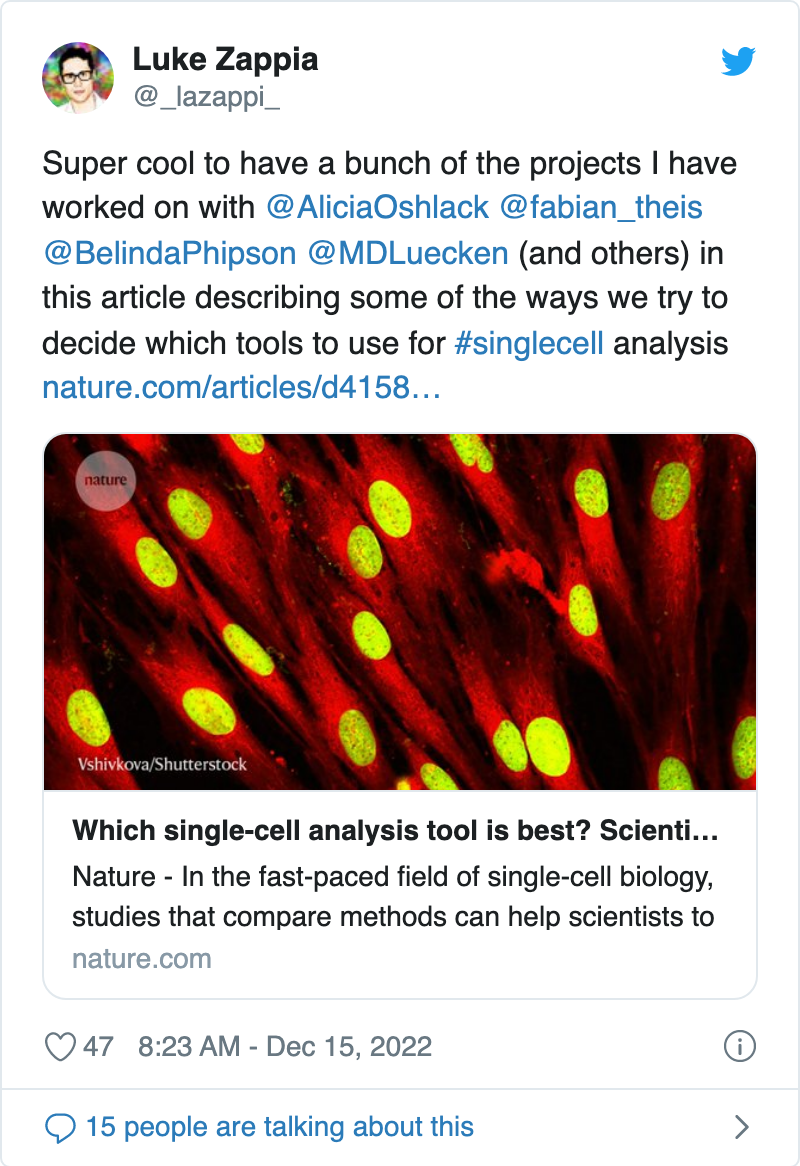 Luke Zappia
@_lazappi_
Super cool to have a bunch of the projects I have
worked on with @AliciaOshlack @fabian_theis
@BelindaPhipson @MDLuecken (and others) in
this article describing some of the ways we try to
decide which tools to use for #singlecell analysis
nature.com/articles/d4158…
nature
Vshivkova/Shutterstock
Which single-cell analysis tool is best? Scienti…
Nature - In the fast-paced field of single-cell biology,
studies that compare methods can help scientists to
nature.com
47 8:23 AM - Dec 15, 2022
15 people are talking about this